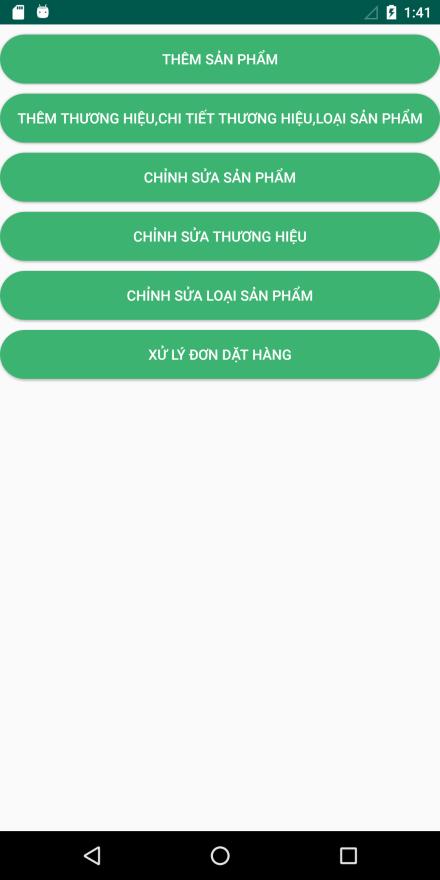 1:41
THÊM SẢN PHẨM
THÊM THƯƠNG HIỆU,CHI TIẾT THƯƠNG HIỆU,LOẠI SẢN PHẨM
CHỈNH SỬA SẢN PHẨM
CHỈNH SỬA THƯƠNG HIỆU
CHỈNH SỬA LOẠI SẢN PHẨM
XỬ LÝ ĐƠN DẶT HÀNG